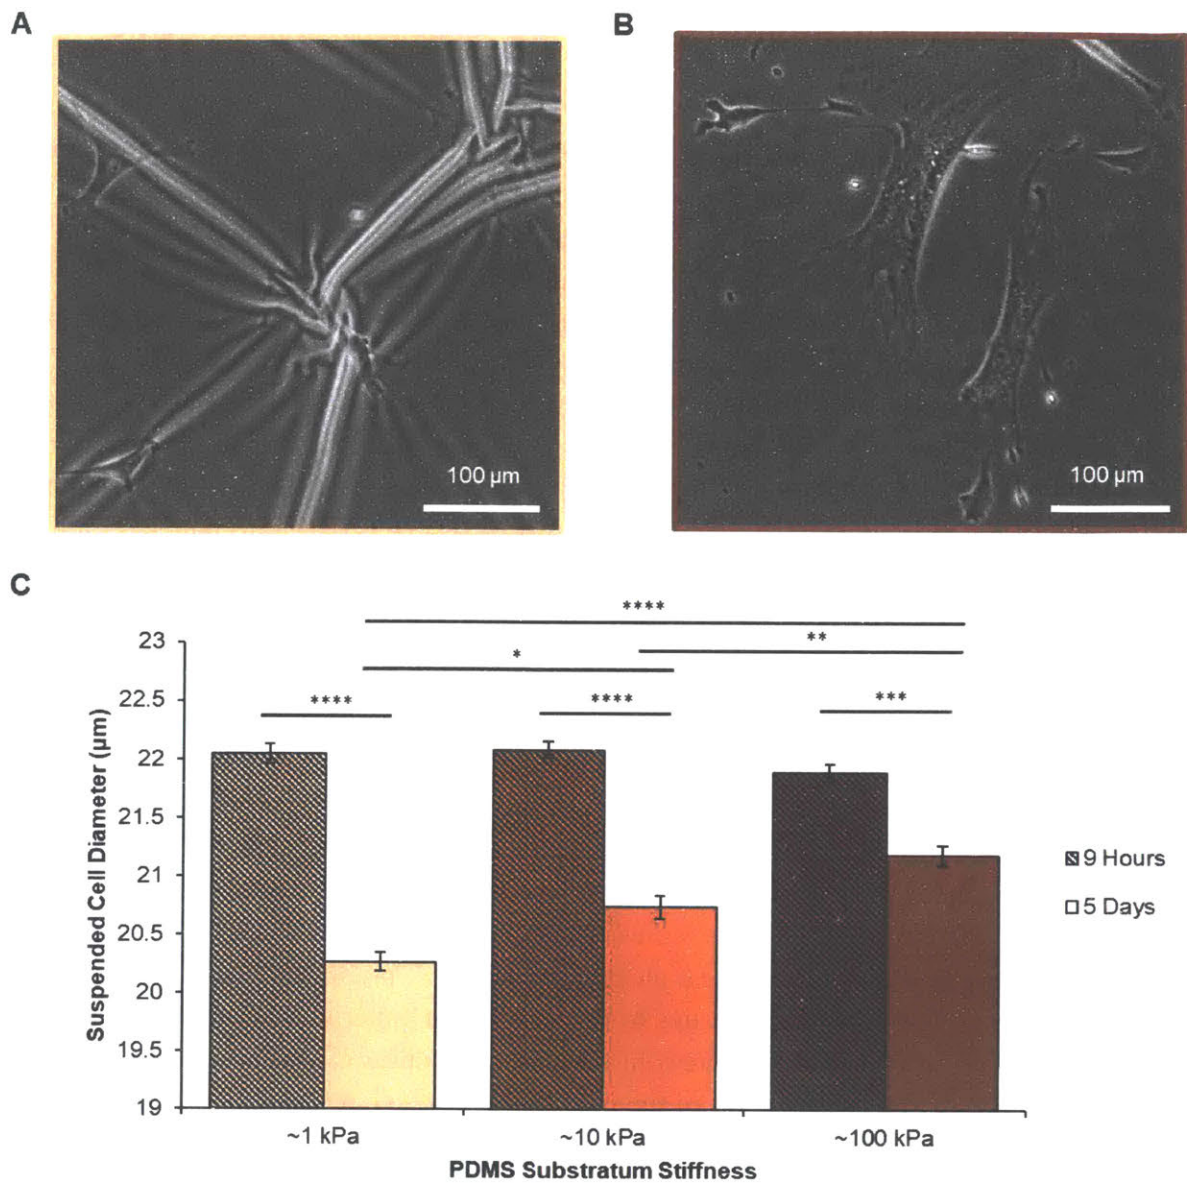 A
B
100 µm
100 µm
C
****
**
*
****
****
***
23
22.5
22
21.5
21
20.5
20
19.5
19
Suspended Cell Diameter (µm)
9 Hours
5 Days
~1 kPa
~10 kPa
~100 kPa
PDMS Substratum Stiffness